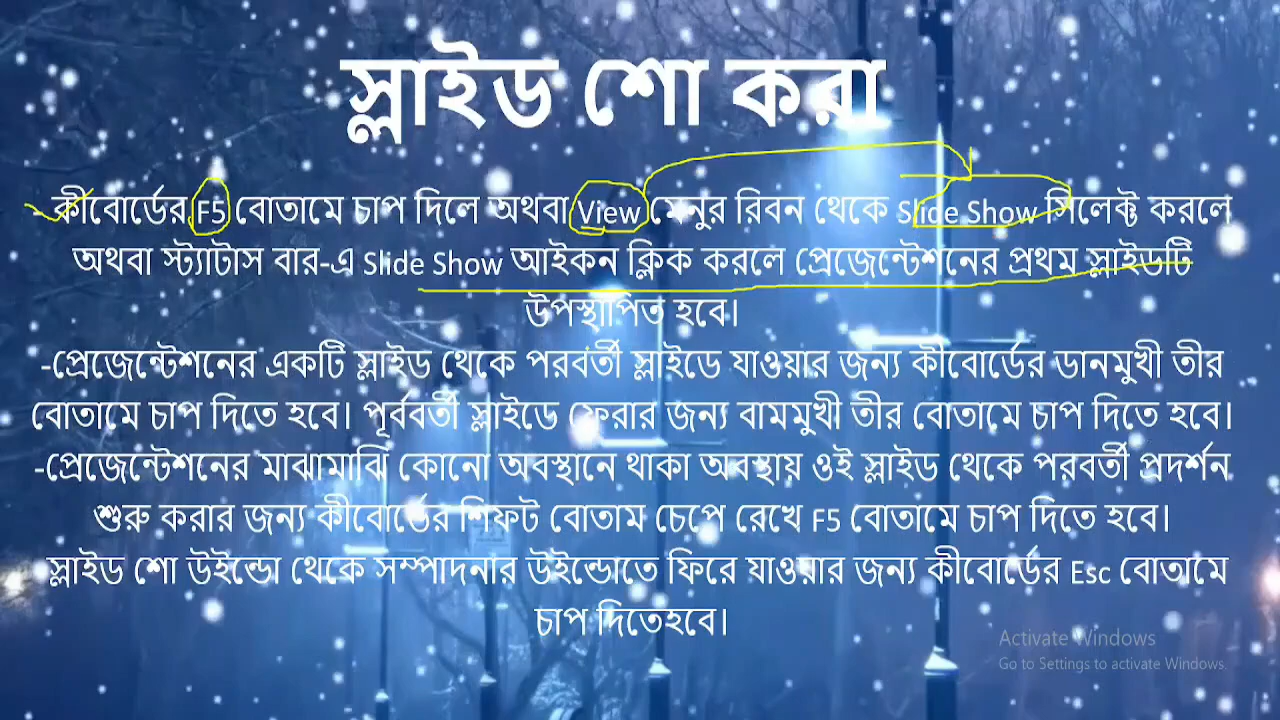 স্লাইড শো করা
- কীবোর্ডের F5 বোতামে চাপ দিলে অথবা View মেনুর রিবন থেকে Slide Show সিলেক্ট করলে
অথবা স্ট্যাটাস বার-এ Slide Show আইকন ক্লিক করলে প্রেজেন্টেশনের প্রথম স্লাইডটি
উপস্থাপিত হবে।
-প্রেজেন্টেশনের একটি স্লাইড থেকে পরবর্তী স্লাইডে যাওয়ার জন্য কীবোর্ডের ডানমুখী তীর
বোতামে চাপ দিতে হবে। পূর্ববর্তী স্লাইডে ফেরার জন্য বামমুখী তীর বোতামে চাপ দিতে হবে।
-প্রেজেন্টেশনের মাঝামাঝি কোনো অবস্থানে থাকা অবস্থায় ওই স্লাইড থেকে পরবর্তী প্রদর্শন
শুরু করার জন্য কীবোর্ডের শিফট বোতাম চেপে রেখে F5 বোতামে চাপ দিতে হবে।
স্লাইড শো উইন্ডো থেকে সম্পাদনার উইন্ডোতে ফিরে যাওয়ার জন্য কীবোর্ডের Esc বোতামে
চাপ দিতেহবে।
Activate Windows
Go to Settings to activate Windows.